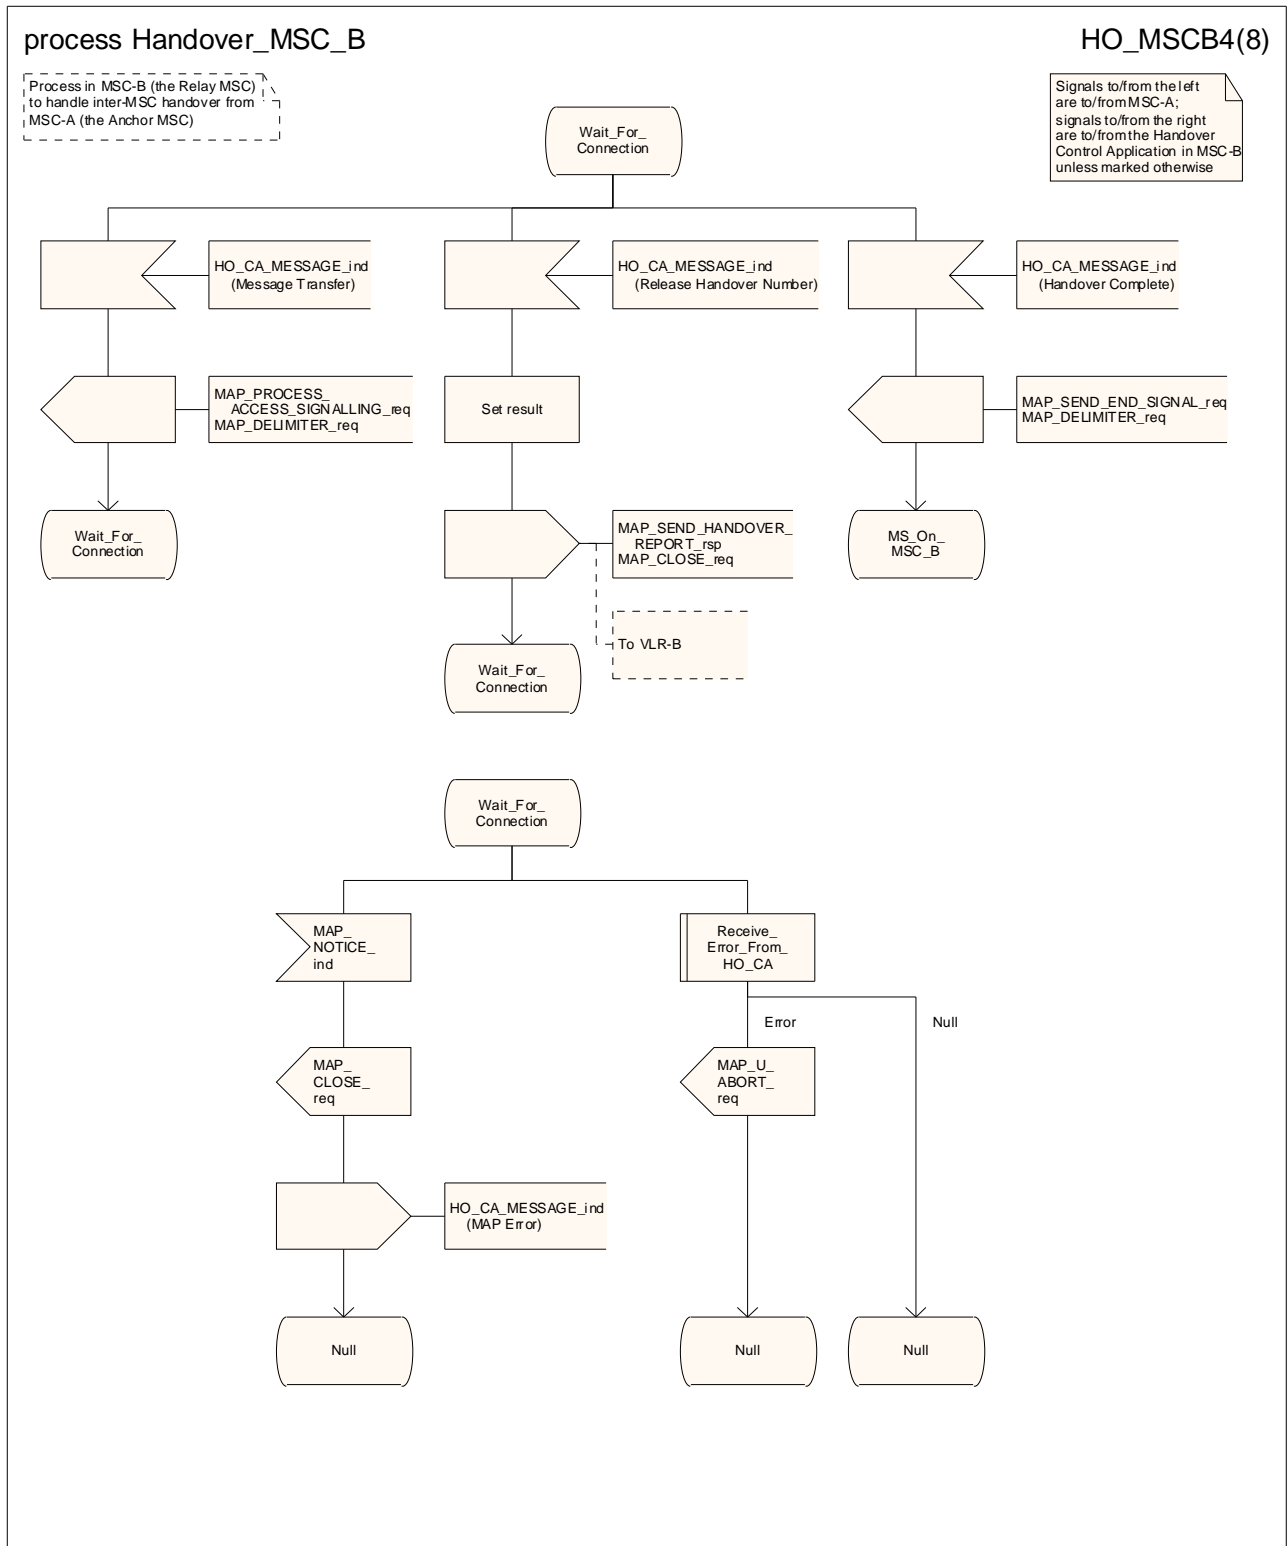 process Handover_MSC_B
HO_MSCB4(8)
Process in MSC-B (the Relay MSC)
to handle inter-MSC handover from
MSC-A (the Anchor MSC)
Signals to/from the left
are to/from MSC-A;
signals to/from the right
are to/from the Handover
Control Application in MSC-B
unless marked otherwise
Wait_For_
Connection
HO_CA_MESSAGE_ind
(Message Transfer)
HO_CA_MESSAGE_ind
(Release Handover Number)
HO_CA_MESSAGE_ind
(Handover Complete)
MAP_PROCESS_
ACCESS_SIGNALLING_req
MAP_DELIMITER_req
Set result
MAP_SEND_END_SIGNAL_req
MAP_DELIMITER_req
Wait_For_
Connection
MAP_SEND_HANDOVER_
REPORT_rsp
MAP_CLOSE_req
MS_On_
MSC_B
To VLR-B
Wait_For_
Connection
Wait_For_
Connection
MAP_
NOTICE_
ind
Receive_
Error_From_
HO_CA
Error
Null
MAP_
CLOSE_
req
MAP_U_
ABORT_
req
HO_CA_MESSAGE_ind
(MAP Error)
Null
Null
Null